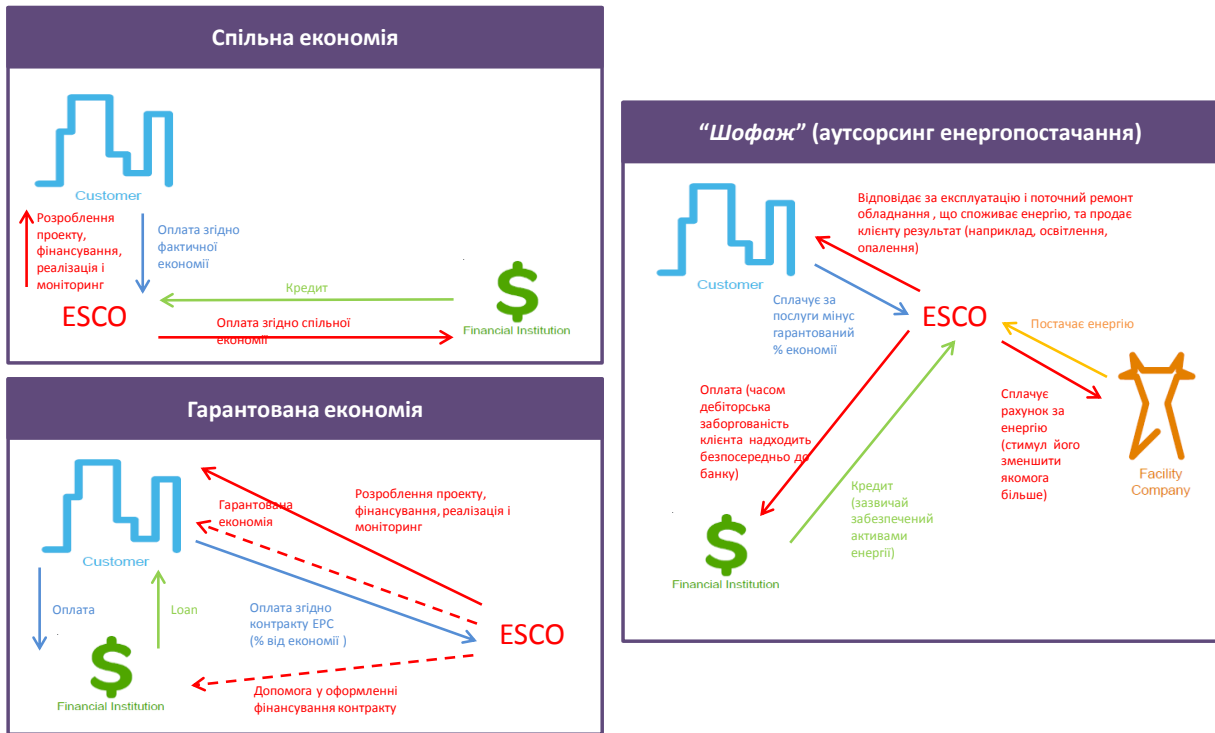 Спільна економія
Customer
Розроблення
проекту,
фінансування,
реалізація і
моніторинг
Оплата згідно
фактичної
економії
Кредит
ESCO
Оплата згідно спільної
економії
Financial Institution
Гарантована економія
Customer
Гарантована
економія
Розроблення проекту,
фінансування, реалізація і
моніторинг
Оплата
Loan
Оплата згідно
контракту EPC
(% від економії )
ESCO
Financial Institution
Допомога у оформленні
фінансування контракту
“Шофаж” (аутсорсинг енергопостачання)
Customer
Відповідає за експлуатацію і поточний ремонт
обладнання , що споживає енергію, та продає
клієнту результат (наприклад, освітлення,
опалення)
Сплачує за
послуги мінус
гарантований
% економії
ESCO
Постачає енергію
Оплата (часом
дебіторська
заборгованість
клієнта надходить
безпосередньо до
банку)
Сплачує
рахунок за
енергію
(стимул його
зменшити
якомога
більше)
Facility
Company
Кредит
(зазвичай
забезпечений
активами
енергії)
Financial Institution